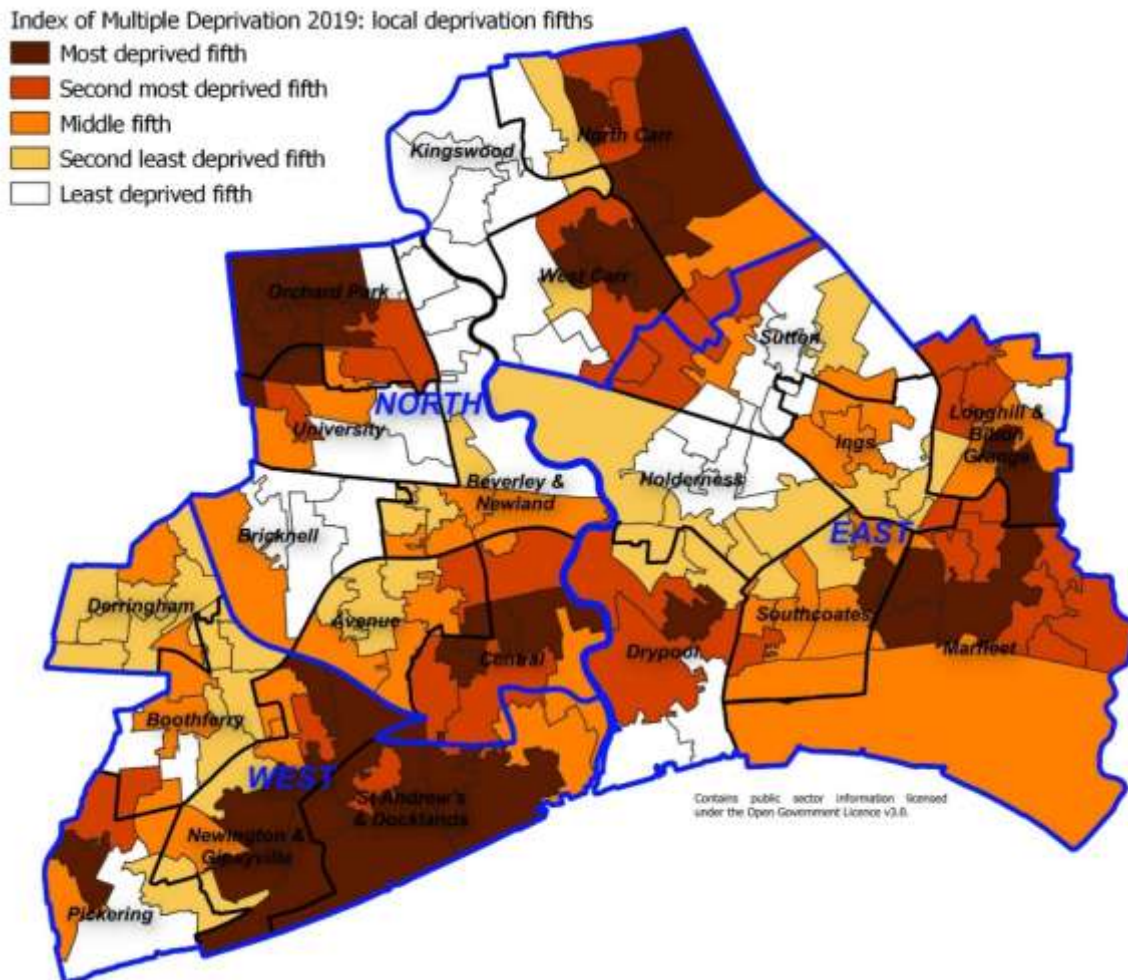 Index of Multiple Deprivation 2019: local deprivation fifths
Most deprived fifth
Second most deprived fifth
Middle fifth
Second least deprived fifth
Least deprived fifth
North Carr
Kingswood
West Carr
Orchard Park
Sutton
NORTH
University
Longhill &
Bilton
Grange
Ings
Beverley &
Newland
Holderness
Bricknell
EAST
Derringham
Avenue
Southcoates
Central
Drypool
Marfleet
Boothferry
WEST
St Andrew's
& Docklands
Contains public sector information licensed
under the Open Government Licence v3.0.
Newington &
Gipsyville
Pickering